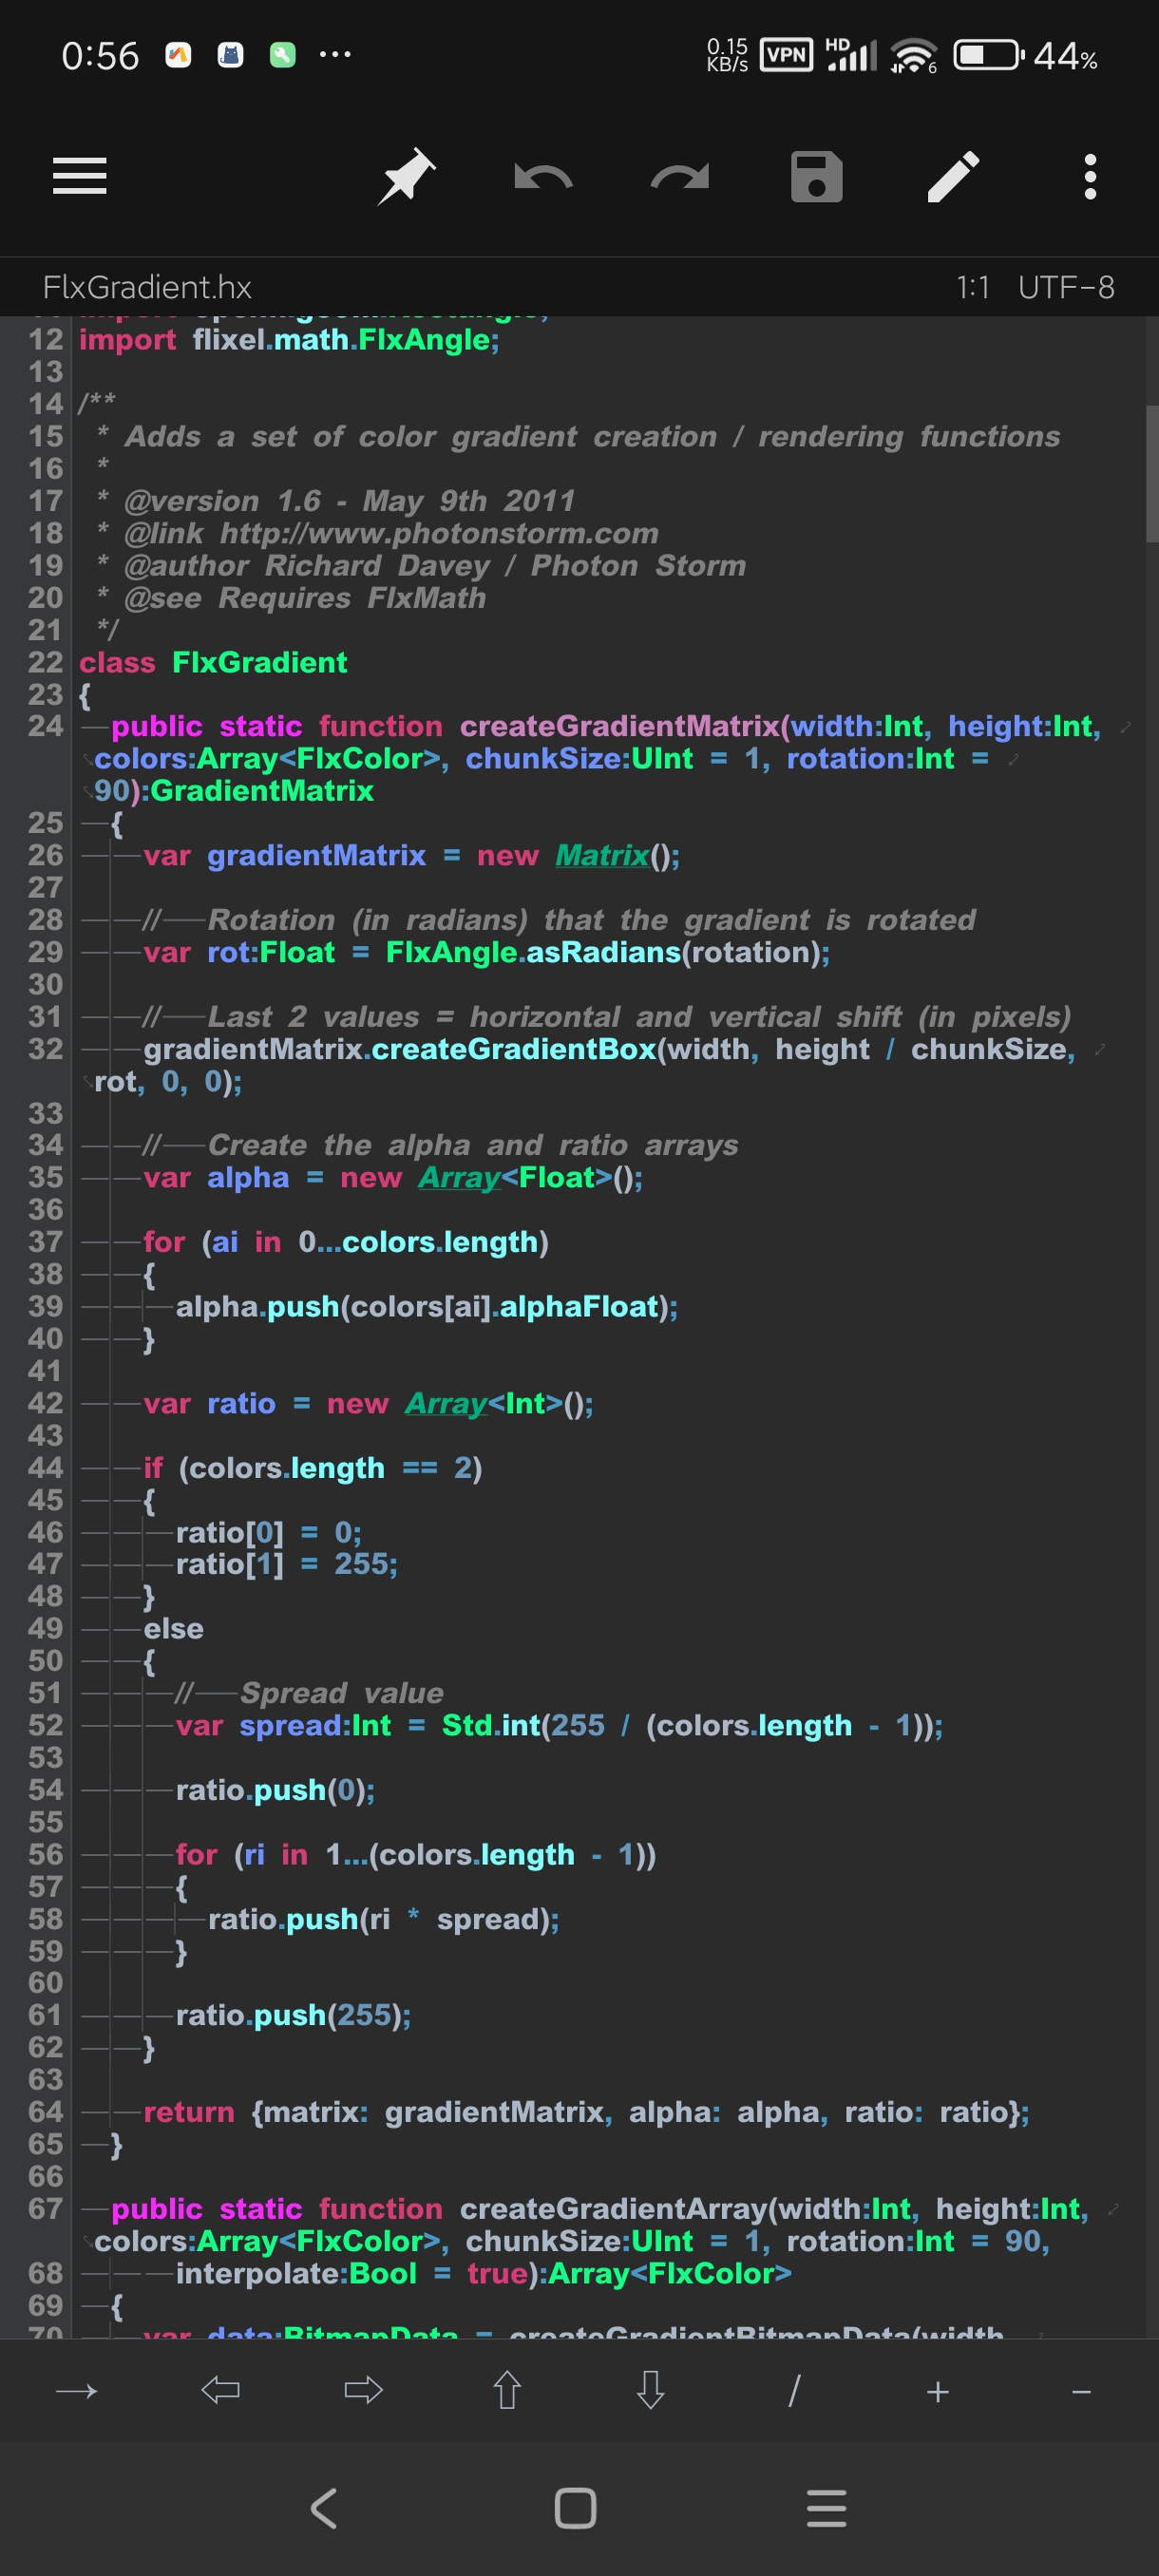 0:56
0.15 KB/s VPN HD 6 44%
FlxGradient.hx 1:1 UTF-8
12 import flixel.math.FlxAngle;
13
14 /**
15 * Adds a set of color gradient creation / rendering functions
16 *
17 * @version 1.6 - May 9th 2011
18 * @link http://www.photonstorm.com
19 * @author Richard Davey / Photon Storm
20 * @see Requires FlxMath
21 */
22 class FlxGradient
23 {
24 public static function createGradientMatrix(width:Int, height:Int,
colors:Array<FlxColor>, chunkSize:UInt = 1, rotation:Int =
90):GradientMatrix
25 {
26 var gradientMatrix = new Matrix();
27
28 // Rotation (in radians) that the gradient is rotated
29 var rot:Float = FlxAngle.asRadians(rotation);
30
31 // Last 2 values = horizontal and vertical shift (in pixels)
32 gradientMatrix.createGradientBox(width, height / chunkSize,
rot, 0, 0);
33
34 // Create the alpha and ratio arrays
35 var alpha = new Array<Float>();
36
37 for (ai in 0...colors.length)
38 {
39 alpha.push(colors[ai].alphaFloat);
40 }
41
42 var ratio = new Array<Int>();
43
44 if (colors.length == 2)
45 {
46 ratio[0] = 0;
47 ratio[1] = 255;
48 }
49 else
50 {
51 // Spread value
52 var spread:Int = Std.int(255 / (colors.length - 1));
53
54 ratio.push(0);
55
56 for (ri in 1...(colors.length - 1))
57 {
58 ratio.push(ri * spread);
59 }
60
61 ratio.push(255);
62 }
63
64 return {matrix: gradientMatrix, alpha: alpha, ratio: ratio};
65 }
66
67 public static function createGradientArray(width:Int, height:Int,
colors:Array<FlxColor>, chunkSize:UInt = 1, rotation:Int = 90,
68 interpolate:Bool = true):Array<FlxColor>
69 {
70 var data:BitmapData = createGradientBitmapData(width,
/ + -